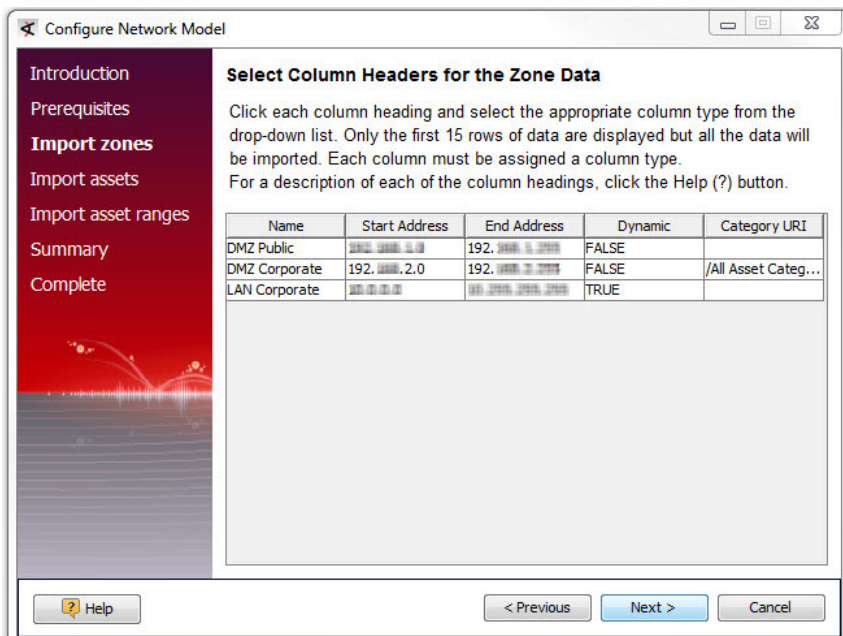 Configure Network Model
Introduction
Prerequisites
Import zones
Import assets
Import asset ranges
Summary
Complete
Select Column Headers for the Zone Data
Click each column heading and select the appropriate column type from the
drop-down list. Only the first 15 rows of data are displayed but all the data will
be imported. Each column must be assigned a column type.
For a description of each of the column headings, click the Help (?) button.
Name Start Address End Address Dynamic Category URI
DMZ Public 192. FALSE
DMZ Corporate 192. .2.0 192. FALSE /All Asset Categ...
LAN Corporate TRUE
Help
< Previous Next > Cancel